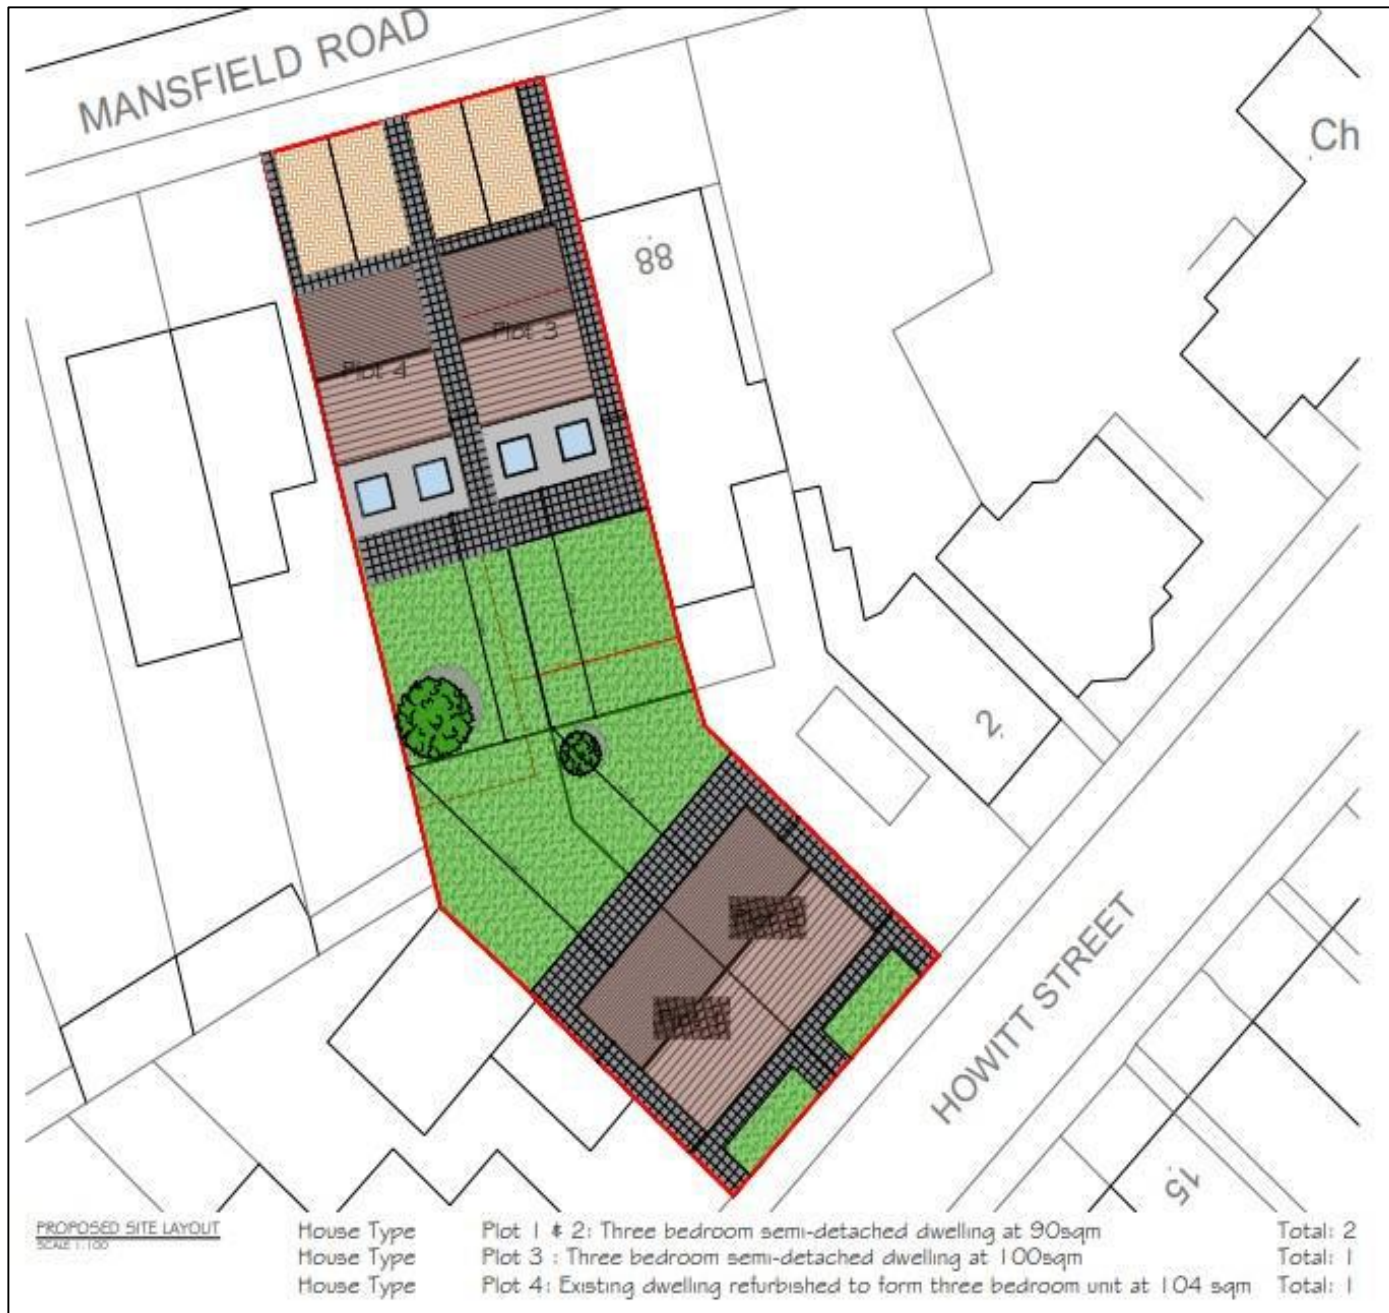 MANSFIELD ROAD
Ch
88
Plot 3
Plot 4
2
HOWITT STREET
15
PROPOSED SITE LAYOUT
SCALE 1:100
House Type Plot 1 & 2: Three bedroom semi-detached dwelling at 90sqm Total: 2
House Type Plot 3 : Three bedroom semi-detached dwelling at 100sqm Total: 1
House Type Plot 4: Existing dwelling refurbished to form three bedroom unit at 104 sqm Total: 1